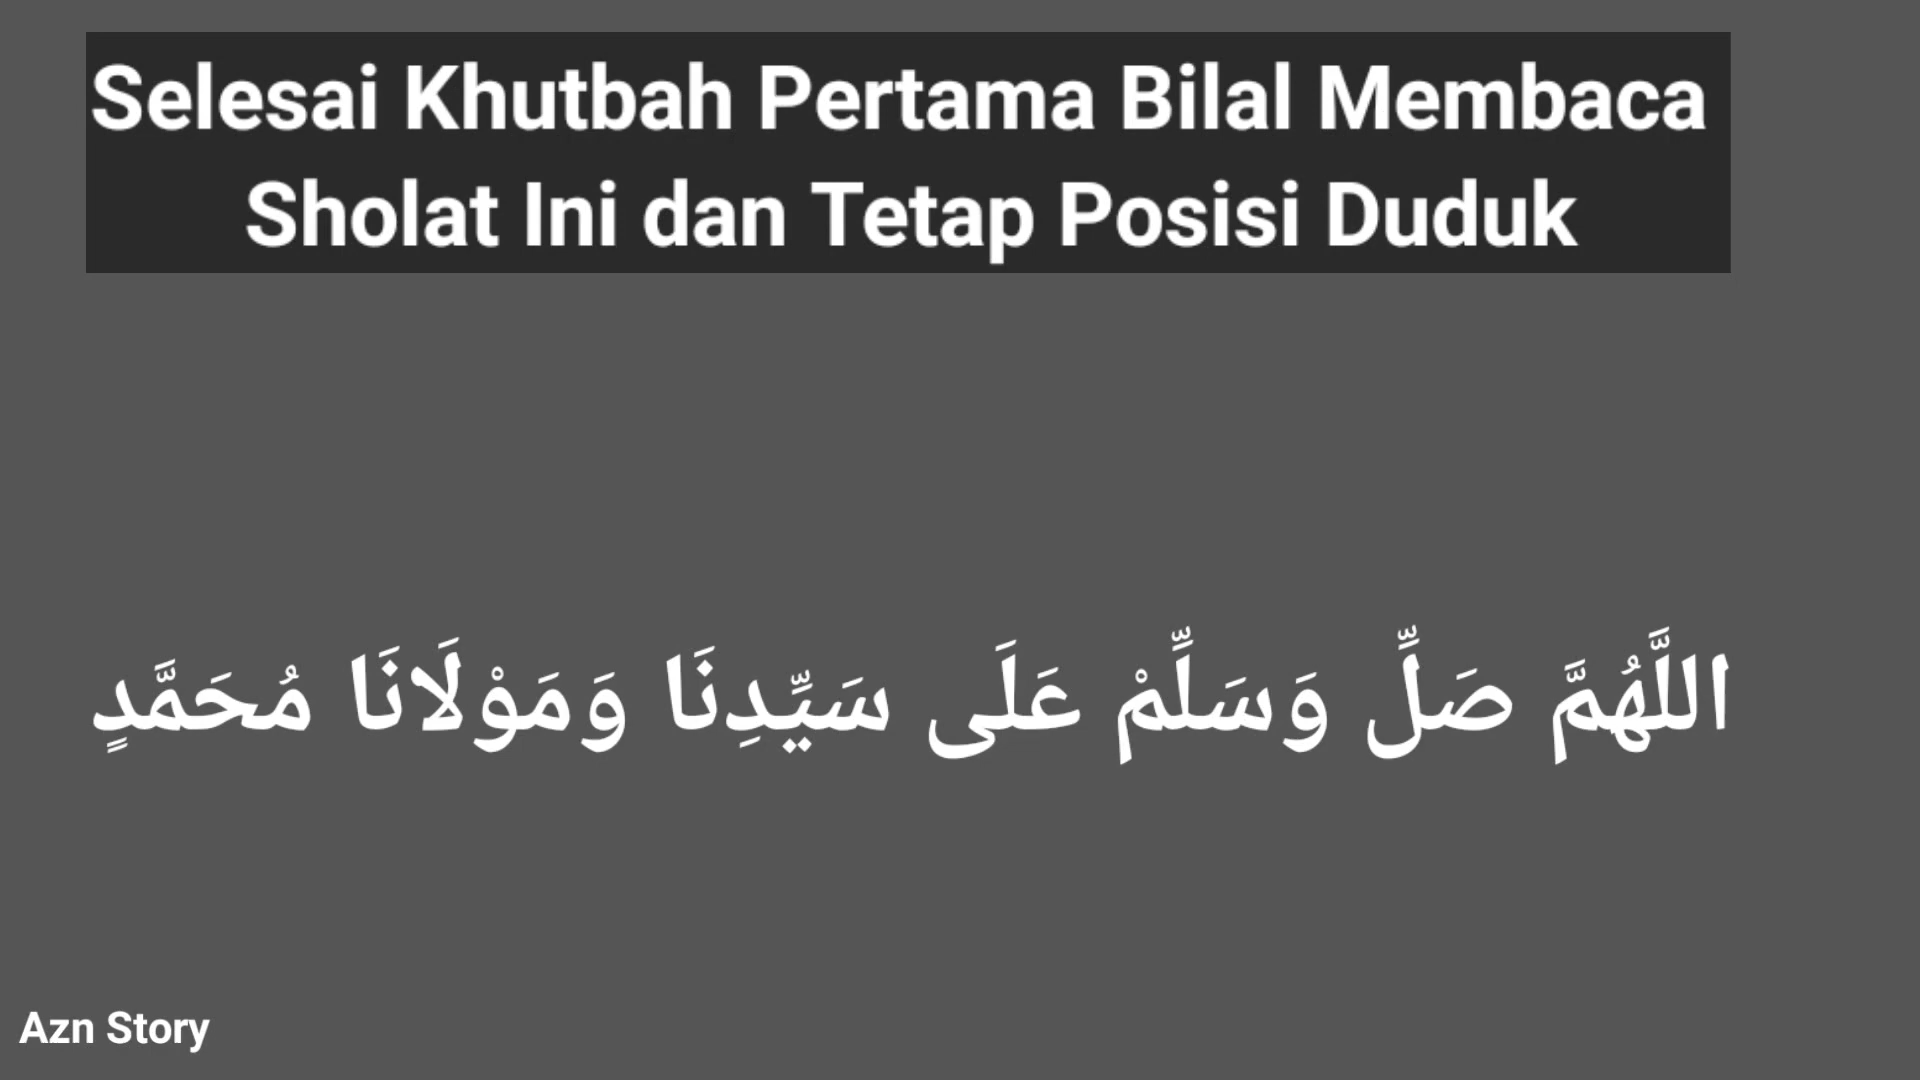 Selesai Khutbah Pertama Bilal Membaca
Sholat Ini dan Tetap Posisi Duduk
اللَّهُمَّ صَلِّ وَسَلِّمْ عَلَى سَيِّدِنَا وَمَوْلَانَا مُحَمَّدٍ
Azn Story